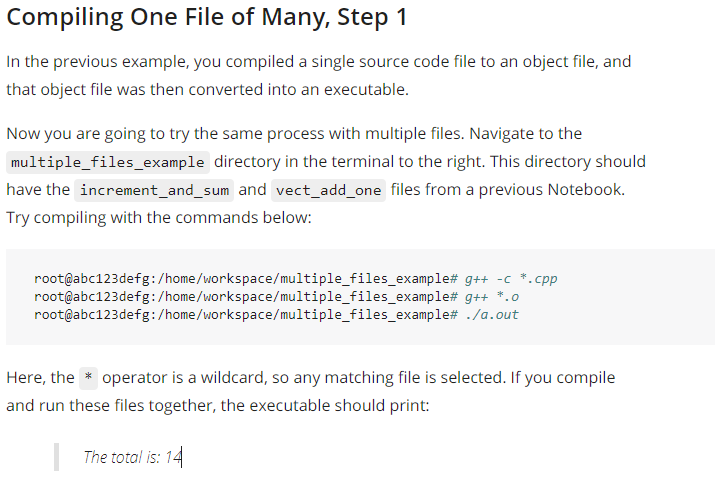 Compiling One File of Many, Step 1
In the previous example, you compiled a single source code file to an object file, and
that object file was then converted into an executable.
Now you are going to try the same process with multiple files. Navigate to the
multiple_files_example directory in the terminal to the right. This directory should
have the increment_and_sum and vect_add_one files from a previous Notebook.
Try compiling with the commands below:
root@abc123defg:/home/workspace/multiple_files_example# g++ -c *.cpp
root@abc123defg:/home/workspace/multiple_files_example# g++ *.o
root@abc123defg:/home/workspace/multiple_files_example# ./a.out
Here, the * operator is a wildcard, so any matching file is selected. If you compile
and run these files together, the executable should print:
The total is: 14